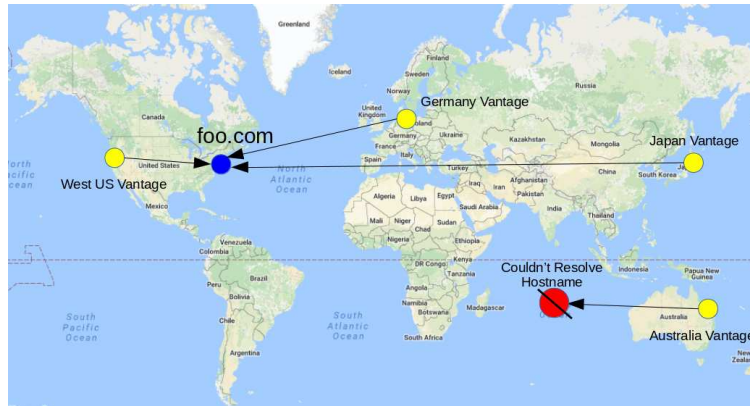 Greenland
Iceland
Sweden
Norway
Russia
Canada
United
Kingdom
Germany Vantage
Poland
foo.com
Germany
Ukraine
Kazakhstan
Mongolia
Japan Vantage
France
Italy
Spain
Turkey
North
Atlantic
Ocean
United States
West US Vantage
China
South Korea
Iraq
Iran
Afghanistan
Pakistan
Mexico
Algeria
Libya
Egypt
Saudi Arabia
India
Mali
Niger
Sudan
Chad
Thailand
Nigeria
Ethiopia
Venezuela
Colombia
Kenya
DR Congo
Tanzania
Couldn't Resolve
Hostname
Indonesia
Papua New
Guinea
Brazil
Peru
Bolivia
Angola
Namibia
Botswana
Madagascar
South
Pacific
Ocean
South
Atlantic
Ocean
Chile
Australia
South Africa
Australia Vantage
Argentina
New